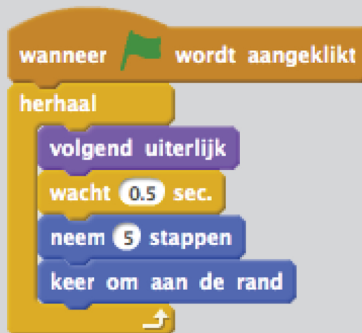 wanneer wordt aangeklikt
herhaal
volgend uiterlijk
wacht 0.5 sec.
neem 5 stappen
keer om aan de rand